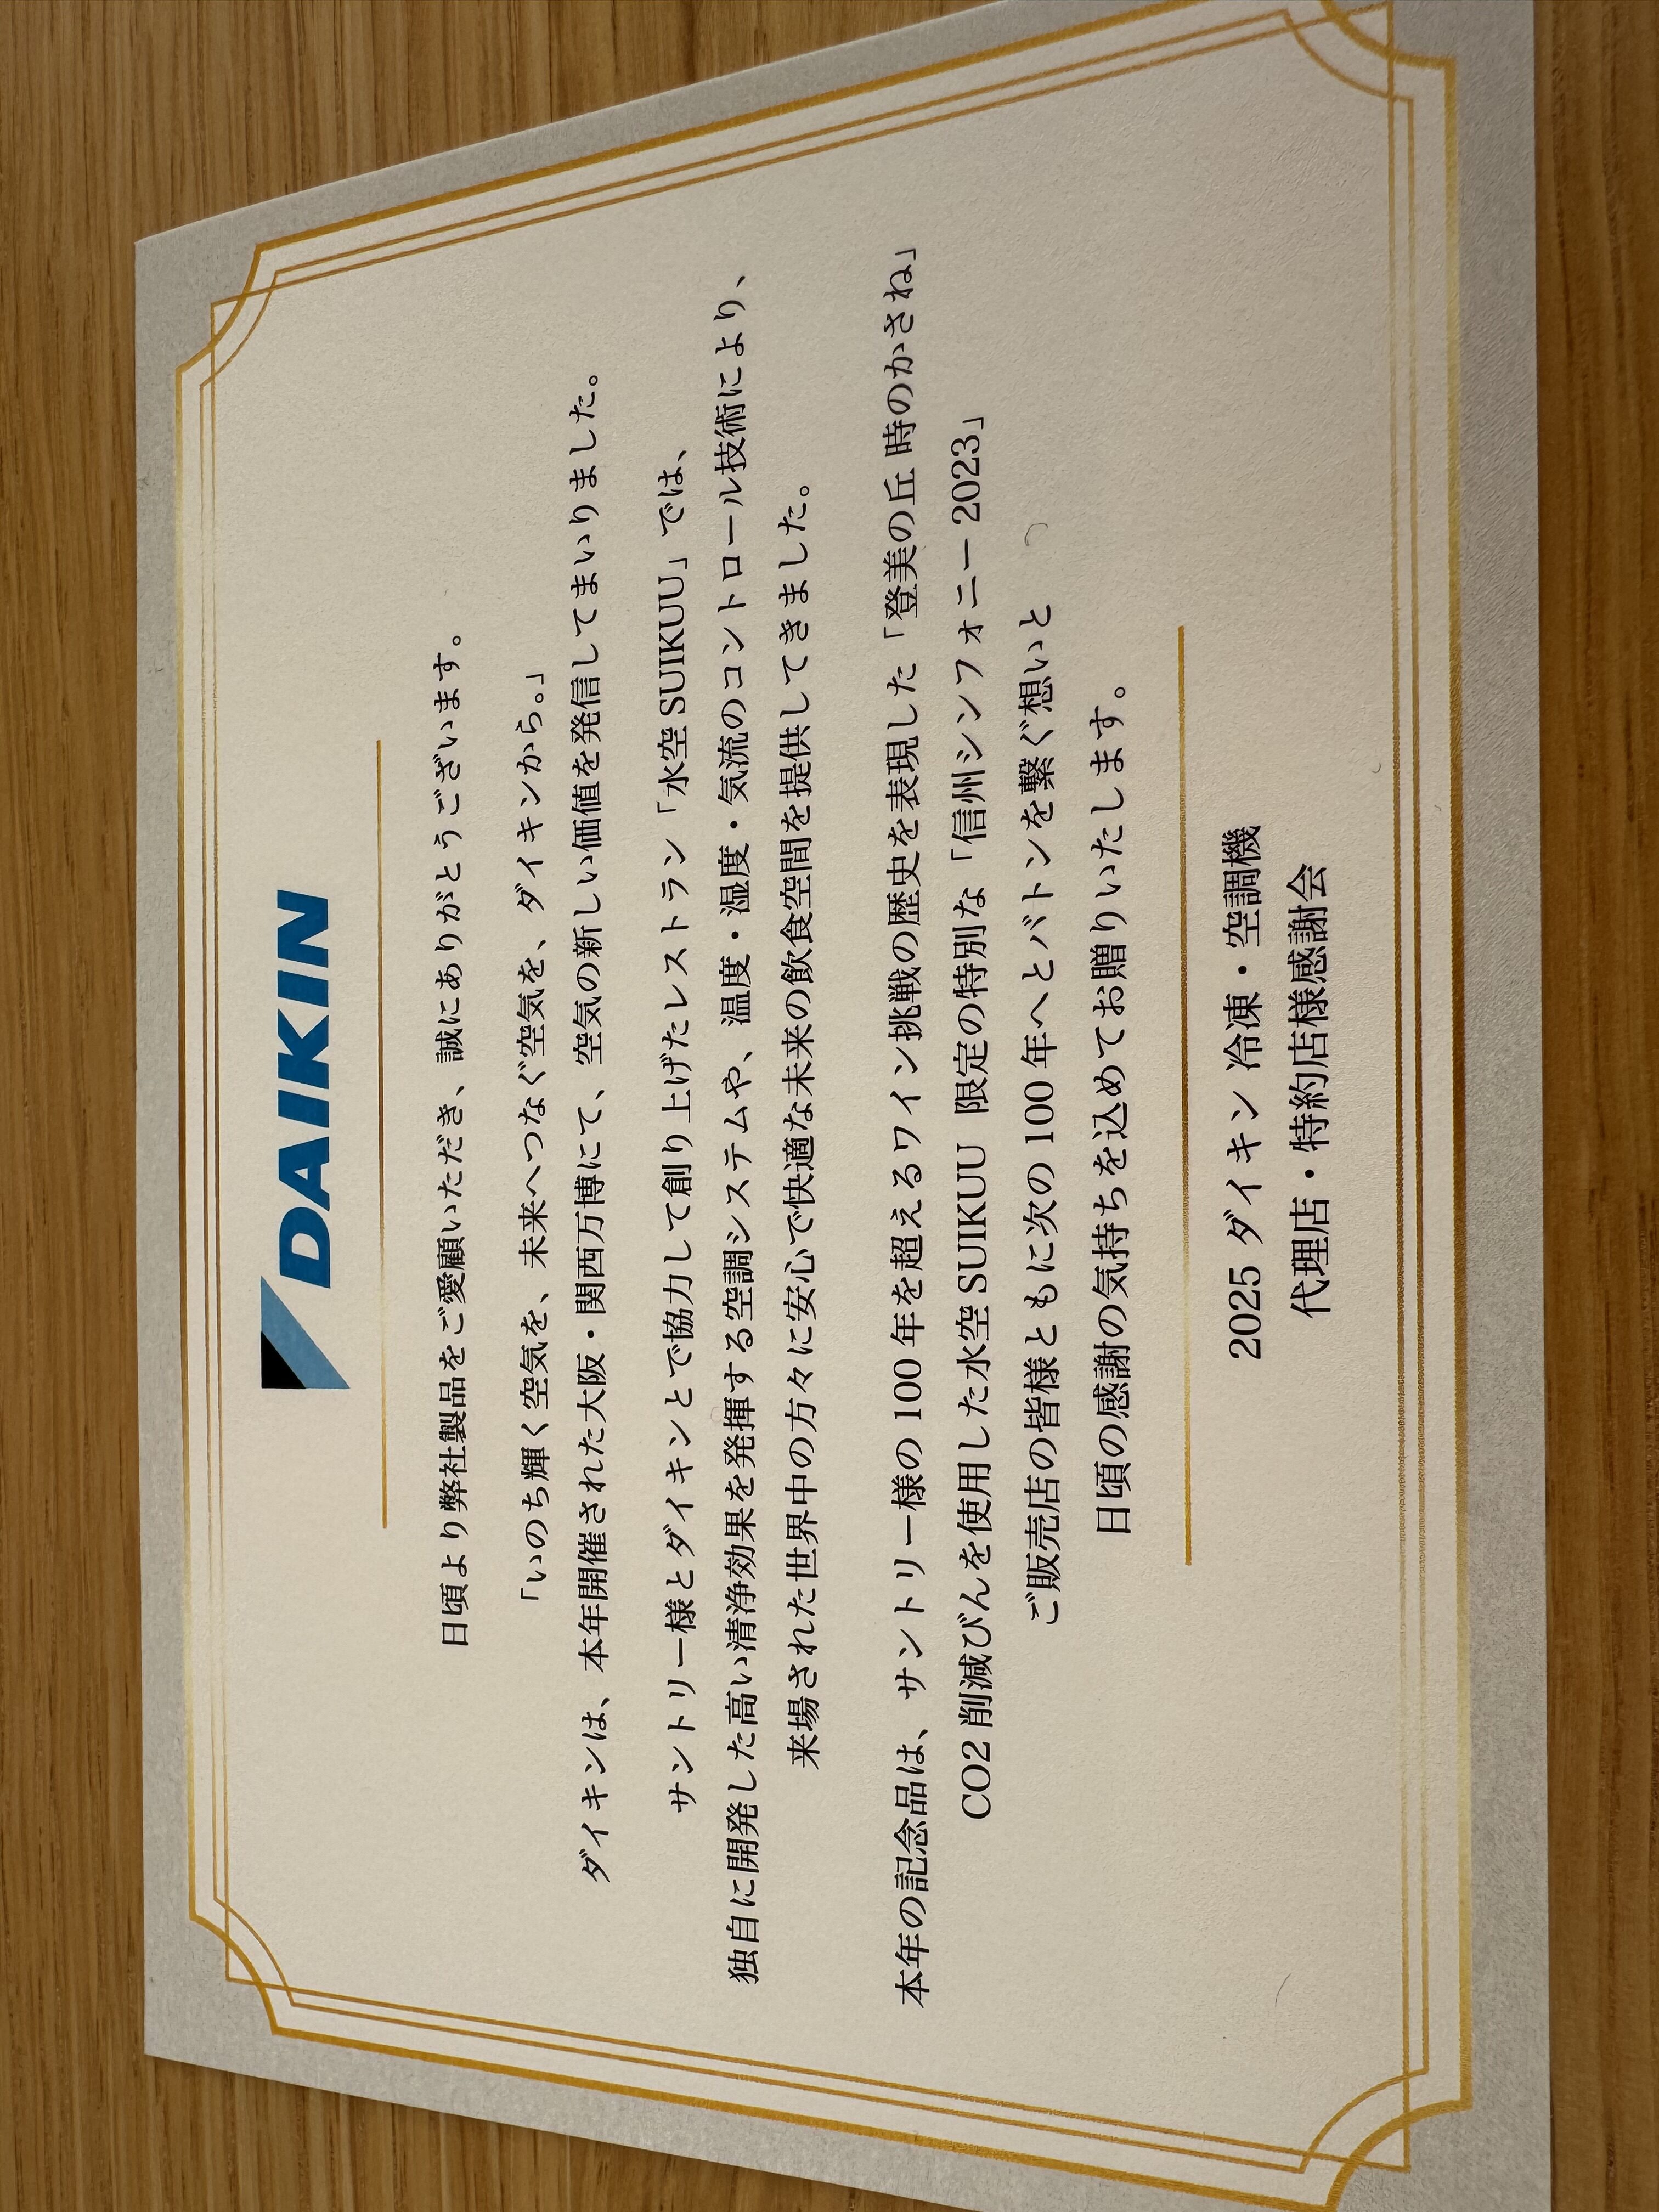 DAIKIN
日頃より弊社製品をご愛顧いただき、誠にありがとうございます。
「いのち輝く空気を、未来へつなぐ空気を、ダイキンから。」
ダイキンは、本年開催された大阪・関西万博にて、空気の新しい価値を発信してまいりました。
サントリー様とダイキンとで協力して創り上げたレストラン「水空 SUIKUU」では、
独自に開発した高い清浄効果を発揮する空調システムや、温度・湿度・気流のコントロール技術により、
来場された世界中の方々に安心で快適な未来の飲食空間を提供してきました。
本年の記念品は、サントリー様の 100 年を超えるワイン挑戦の歴史を表現した「登美の丘 時のかさね」
CO2 削減びんを使用した水空 SUIKUU 限定の特別な「信州シンフォニー 2023」
ご販売店の皆様とともに次の 100 年へとバトンを繋ぐ想いと
日頃の感謝の気持ちを込めてお贈りいたします。
2025 ダイキン 冷凍・空調機
代理店・特約店様感謝会